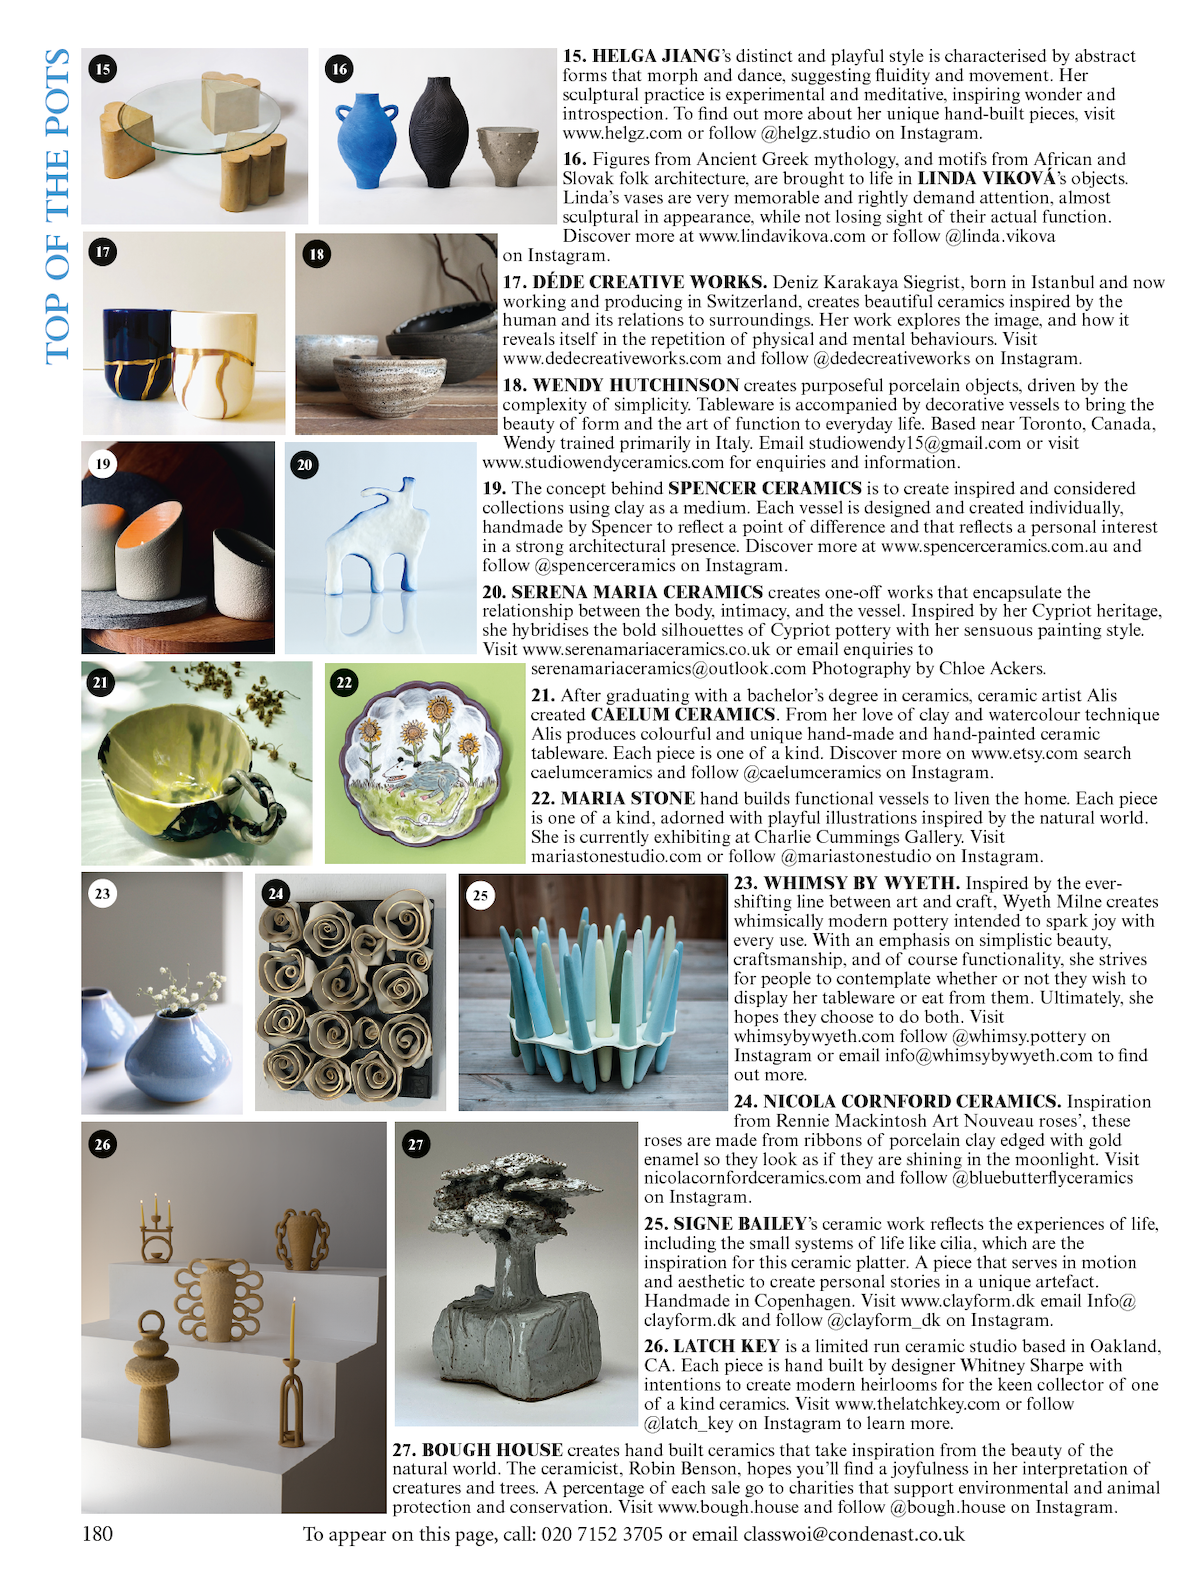 TOP OF THE POTS
15
16
15. HELGA JIANG's distinct and playful style is characterised by abstract
forms that morph and dance, suggesting fluidity and movement. Her
sculptural practice is experimental and meditative, inspiring wonder and
introspection. To find out more about her unique hand-built pieces, visit
www.helgz.com or follow @helgz.studio on Instagram.
16. Figures from Ancient Greek mythology, and motifs from African and
Slovak folk architecture, are brought to life in LINDA VIKOVÁ's objects.
Linda's vases are very memorable and rightly demand attention, almost
sculptural in appearance, while not losing sight of their actual function.
Discover more at www.lindavikova.com or follow @linda.vikova
on Instagram.
17
18
17. DÉDE CREATIVE WORKS. Deniz Karakaya Siegrist, born in Istanbul and now
working and producing in Switzerland, creates beautiful ceramics inspired by the
human and its relations to surroundings. Her work explores the image, and how it
reveals itself in the repetition of physical and mental behaviours. Visit
www.dedecreativeworks.com and follow @dedecreativeworks on Instagram.
18. WENDY HUTCHINSON creates purposeful porcelain objects, driven by the
complexity of simplicity. Tableware is accompanied by decorative vessels to bring the
beauty of form and the art of function to everyday life. Based near Toronto, Canada,
Wendy trained primarily in Italy. Email studiowendy15@gmail.com or visit
www.studiowendyceramics.com for enquiries and information.
19
20
19. The concept behind SPENCER CERAMICS is to create inspired and considered
collections using clay as a medium. Each vessel is designed and created individually,
handmade by Spencer to reflect a point of difference and that reflects a personal interest
in a strong architectural presence. Discover more at www.spencerceramics.com.au and
follow @spencerceramics on Instagram.
20. SERENA MARIA CERAMICS creates one-off works that encapsulate the
relationship between the body, intimacy, and the vessel. Inspired by her Cypriot heritage,
she hybridises the bold silhouettes of Cypriot pottery with her sensuous painting style.
Visit www.serenamariaceramics.co.uk or email enquiries to
serenamariaceramics@outlook.com Photography by Chloe Ackers.
21
22
21. After graduating with a bachelor's degree in ceramics, ceramic artist Alis
created CAELUM CERAMICS. From her love of clay and watercolour technique
Alis produces colourful and unique hand-made and hand-painted ceramic
tableware. Each piece is one of a kind. Discover more on www.etsy.com search
caelumceramics and follow @caelumceramics on Instagram.
22. MARIA STONE hand builds functional vessels to liven the home. Each piece
is one of a kind, adorned with playful illustrations inspired by the natural world.
She is currently exhibiting at Charlie Cummings Gallery. Visit
mariastonestudio.com or follow @mariastonestudio on Instagram.
23
24
25
23. WHIMSY BY WYETH. Inspired by the ever-
shifting line between art and craft, Wyeth Milne creates
whimsically modern pottery intended to spark joy with
every use. With an emphasis on simplistic beauty,
craftsmanship, and of course functionality, she strives
for people to contemplate whether or not they wish to
display her tableware or eat from them. Ultimately, she
hopes they choose to do both. Visit
whimsybywyeth.com follow @whimsy.pottery on
Instagram or email info@whimsybywyeth.com to find
out more.
24. NICOLA CORNFORD CERAMICS. Inspiration
from Rennie Mackintosh Art Nouveau roses', these
roses are made from ribbons of porcelain clay edged with gold
enamel so they look as if they are shining in the moonlight. Visit
nicolacornfordceramics.com and follow @bluebutterflyceramics
on Instagram.
26
27
25. SIGNE BAILEY's ceramic work reflects the experiences of life,
including the small systems of life like cilia, which are the
inspiration for this ceramic platter. A piece that serves in motion
and aesthetic to create personal stories in a unique artefact.
Handmade in Copenhagen. Visit www.clayform.dk email Info@
clayform.dk and follow @clayform_dk on Instagram.
26. LATCH KEY is a limited run ceramic studio based in Oakland,
CA. Each piece is hand built by designer Whitney Sharpe with
intentions to create modern heirlooms for the keen collector of one
of a kind ceramics. Visit www.thelatchkey.com or follow
@latch_key on Instagram to learn more.
27. BOUGH HOUSE creates hand built ceramics that take inspiration from the beauty of the
natural world. The ceramicist, Robin Benson, hopes you'll find a joyfulness in her interpretation of
creatures and trees. A percentage of each sale go to charities that support environmental and animal
protection and conservation. Visit www.bough.house and follow @bough.house on Instagram.
180
To appear on this page, call: 020 7152 3705 or email classwoi@condenast.co.uk